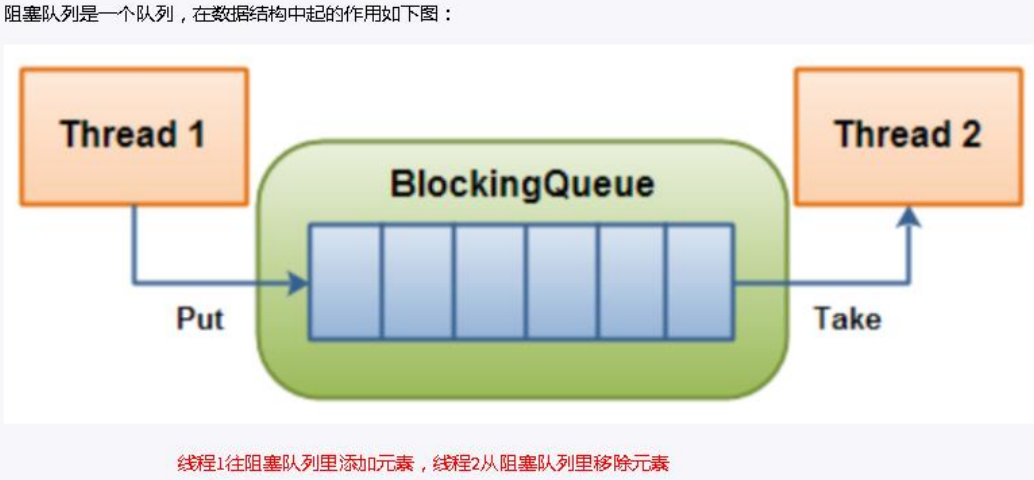 阻塞队列是一个队列，在数据结构中起的作用如下图：
Thread 1
Thread 2
BlockingQueue
Put
Take
线程1往阻塞队列里添加元素，线程2从阻塞队列里移除元素